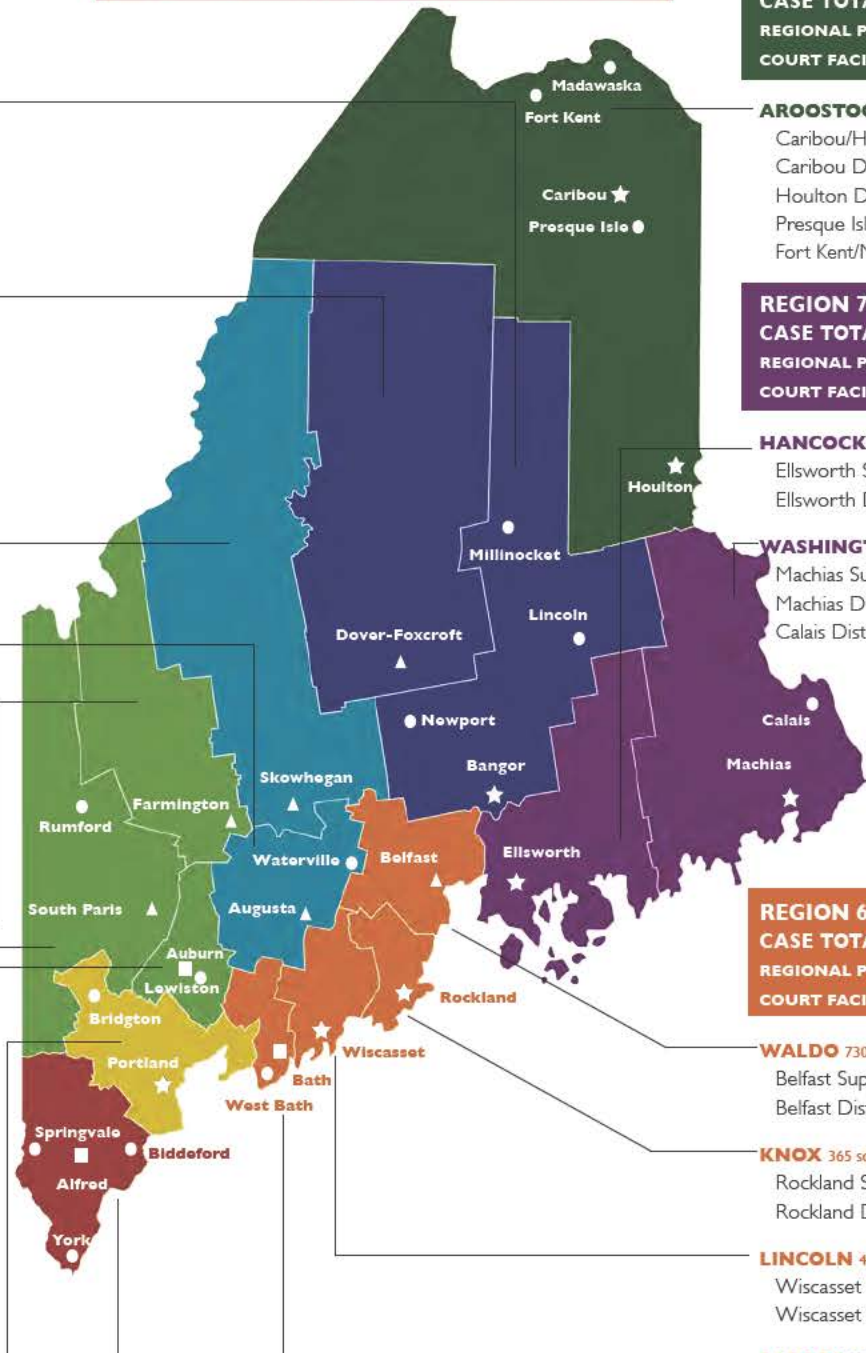 REGIONAL P
COURT FACI
Madawaska
Fort Kent
AROOSTOO
Caribou/H
Caribou D
Caribou
Houlton D
Presque Isle
Presque Isl
Fort Kent/
REGION 7
CASE TOTA
REGIONAL P
COURT FACI
HANCOCK
Ellsworth S
Houlton
Ellsworth
WASHINGT
Millinocket
Machias Su
Machias D
Calais Dist
Lincoln
Dover-Foxcroft
Newport
Calais
Bangor
Machias
Skowhegan
Farmington
Rumford
Waterville
Belfast
Ellsworth
South Paris
Augusta
REGION 6
CASE TOTA
REGIONAL P
COURT FACI
Auburn
Lewiston
Rockland
Bridgton
Wiscasset
WALDO 730
Portland
Bath
Belfast Sup
West Bath
Belfast Dis
Springvale
Biddeford
KNOX 365 s
Alfred
Rockland S
Rockland
York
LINCOLN 4
Wiscasset
Wiscasset